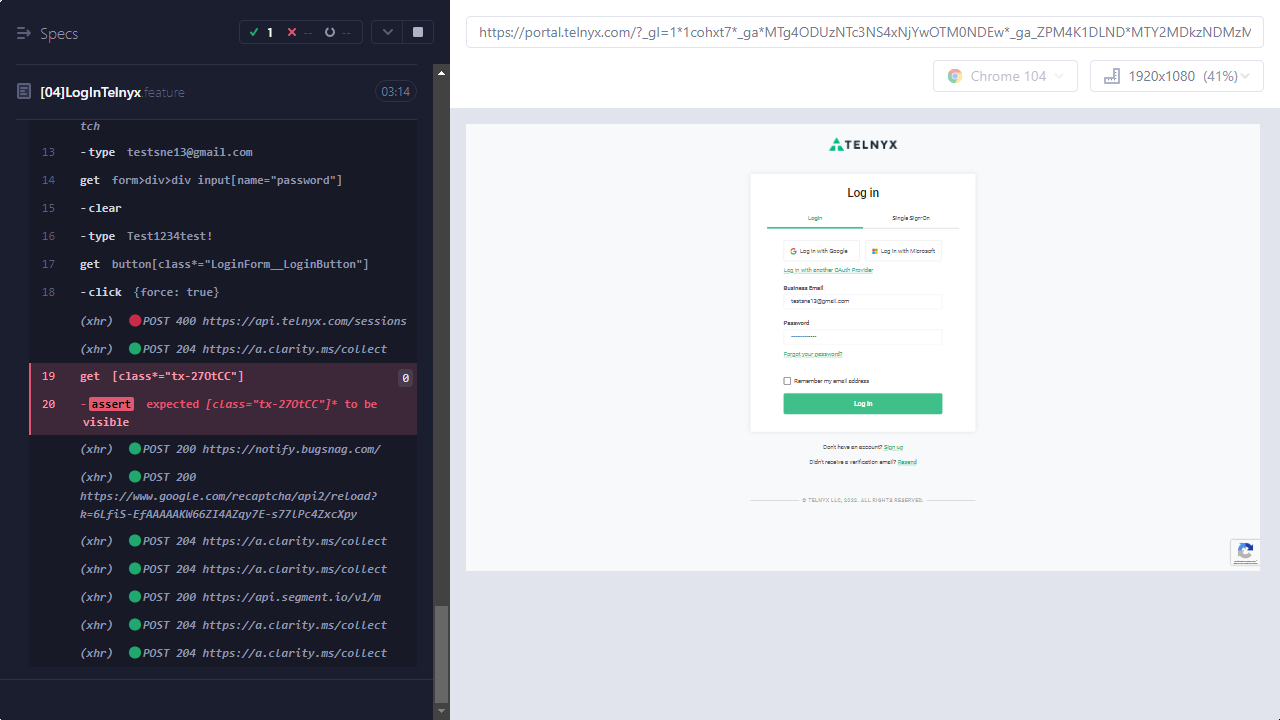 Specs
1
--
--
[04]LogInTelnyx.feature
03:14
tch
13 -type testsne13@gmail.com
14 get form>div>div input[name="password"]
15 -clear
16 -type Test1234test!
17 get button[class*="LoginForm__LoginButton"]
18 -click {force: true}
(xhr) POST 400 https://api.telnyx.com/sessions
(xhr) POST 204 https://a.clarity.ms/collect
19 get [class*="tx-27OtCC"] 0
20 -assert expected [class="tx-27OtCC"]* to be
visible
(xhr) POST 200 https://notify.bugsnag.com/
(xhr) POST 200
https://www.google.com/recaptcha/api2/reload?
k=6LfiS-EfAAAAAKW66ZI4AZqy7E-s77lPc4ZxcXpy
(xhr) POST 204 https://a.clarity.ms/collect
(xhr) POST 204 https://a.clarity.ms/collect
(xhr) POST 200 https://api.segment.io/v1/m
(xhr) POST 204 https://a.clarity.ms/collect
(xhr) POST 204 https://a.clarity.ms/collect
https://portal.telnyx.com/?_gl=1*1cohxt7*_ga*MTg4ODUzNTc3NS4xNjYwOTM0NDEw*_ga_ZPM4K1DLND*MTY2MDkzNDMzM
Chrome 104
1920x1080 (41%)
TELNYX
Log in
Login
Single Sign-On
Log in with Google
Log in with Microsoft
Log in with another OAuth Provider
Business Email
testsne13@gmail.com
Password
Forgot your password?
Remember my email address
Log in
Don't have an account? Sign up
Didn't receive a verification email? Resend
© TELNYX LLC, 2022. ALL RIGHTS RESERVED.